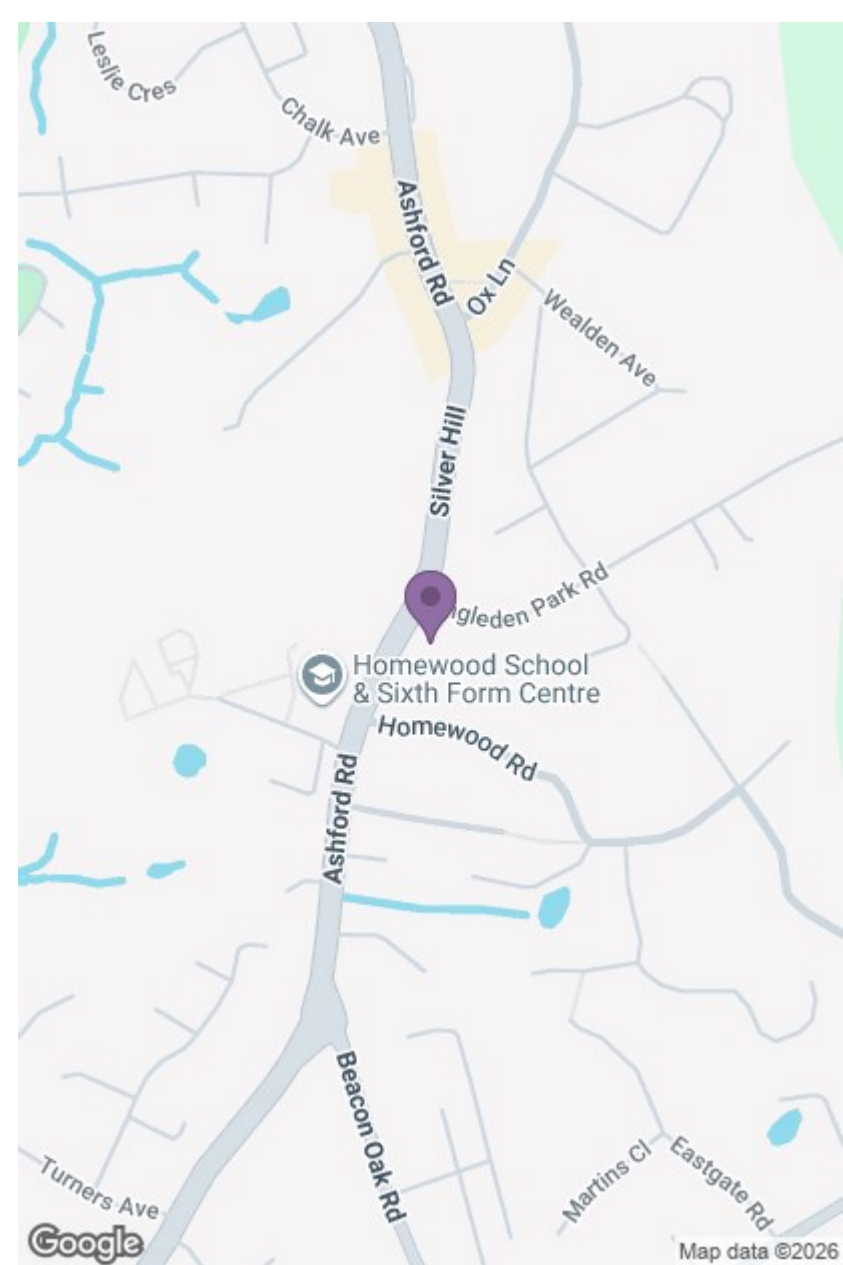 Leslie Cres
Chalk Ave
Ashford Rd
Ox Ln
Wealden Ave
Silver Hill
Park Rd
Homewood School
& Sixth Form Centre
Homewood Rd
Ashford Rd
Beacon Oak Rd
Turners Ave
Martins Cl
Eastgate Rd
Google
Map data ©2026